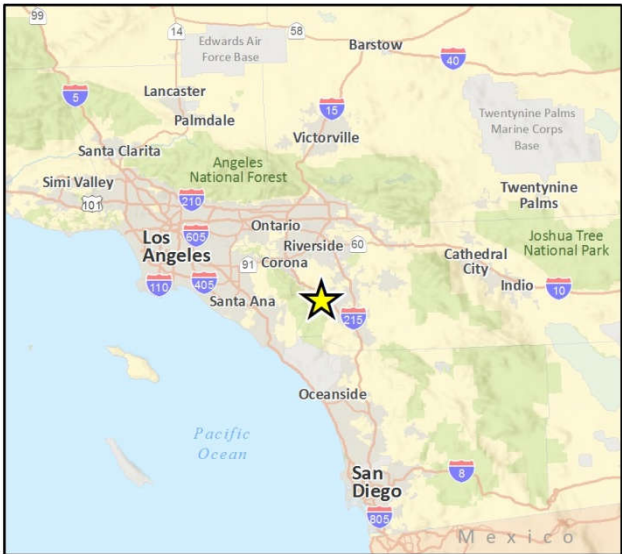 99
14
58
Edwards Air
Force Base
Barstow
40
5
Lancaster
15
Palmdale
Twentynine Palms
Marine Corps
Base
Victorville
Santa Clarita
Angeles
National Forest
Simi Valley
101
210
Twentynine
Palms
Ontario
605
Los
Angeles
Riverside
60
Joshua Tree
National Park
91
Corona
Cathedral
City
110
405
Santa Ana
Indio
10
215
Oceanside
Pacific
Ocean
San
Diego
8
805
Mexico